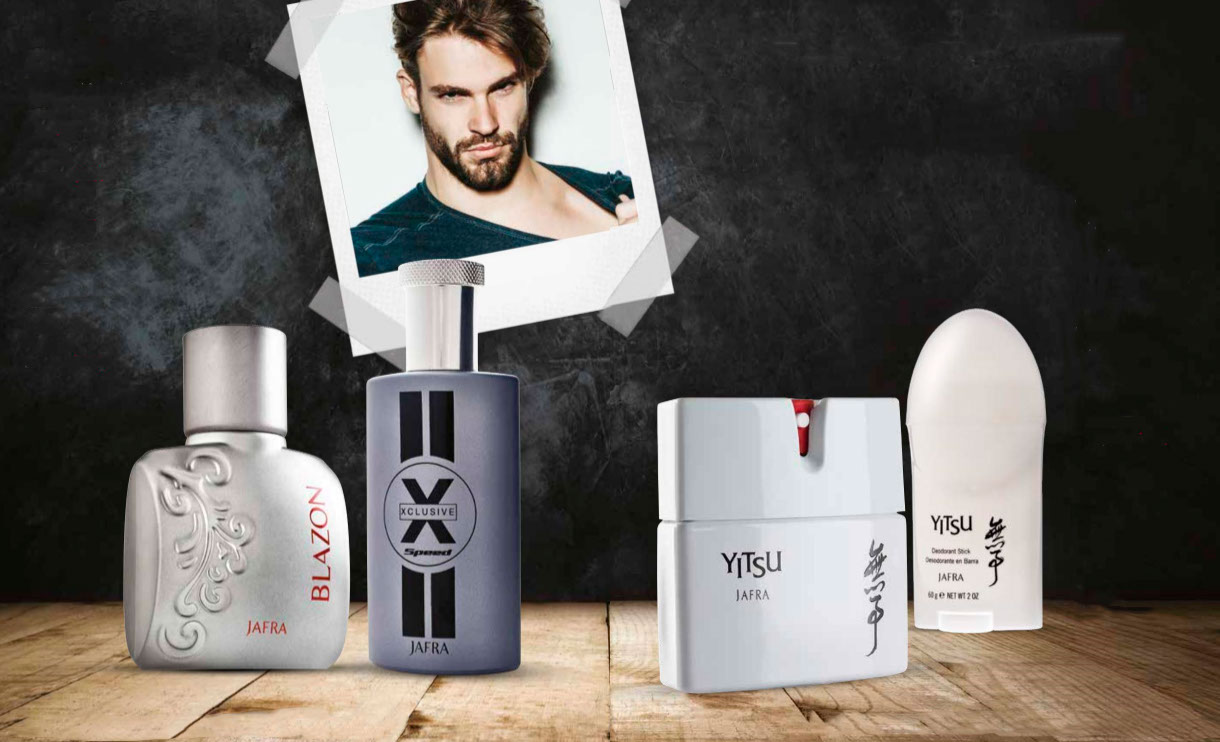 BLAZON
JAFRA
X
XCLUSIVE
Speed
JAFRA
YITSU
JAFRA
無
YITSU
無
Deodorant Stick
Desodorante en Barra
JAFRA
60 g e NET WT 2 OZ